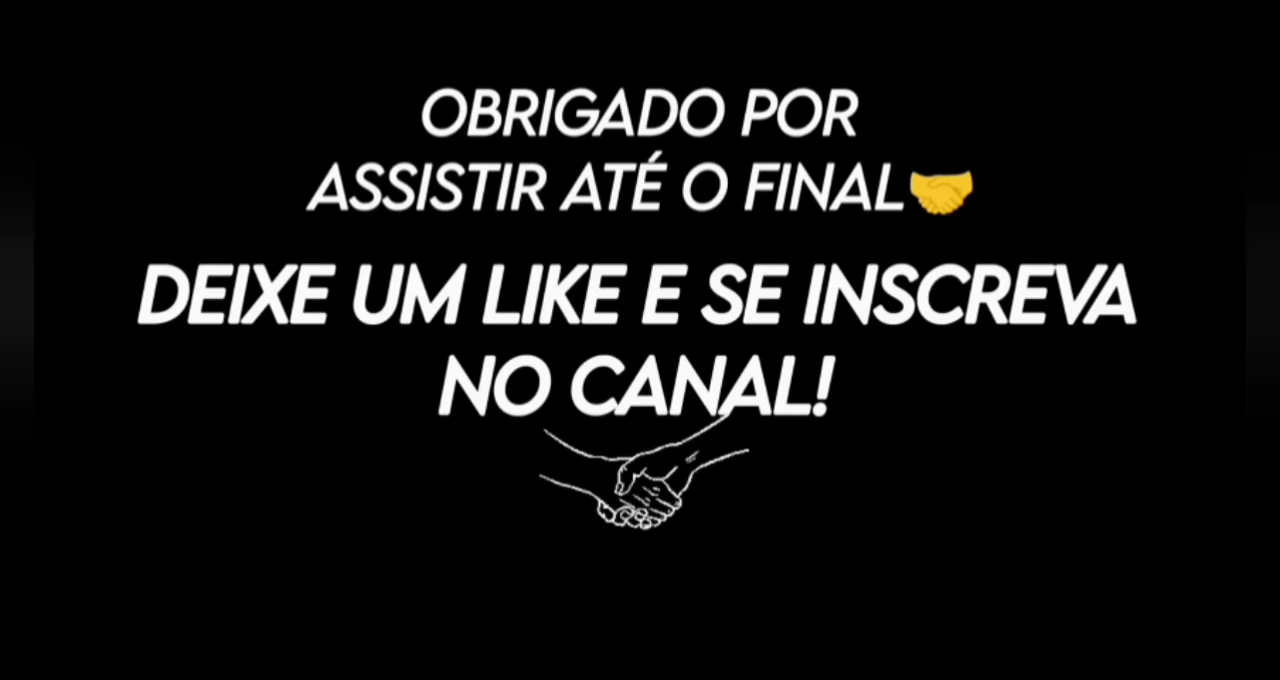 OBRIGADO POR
ASSISTIR ATÉ O FINAL🤝
DEIXE UM LIKE E SE INSCREVA
NO CANAL!